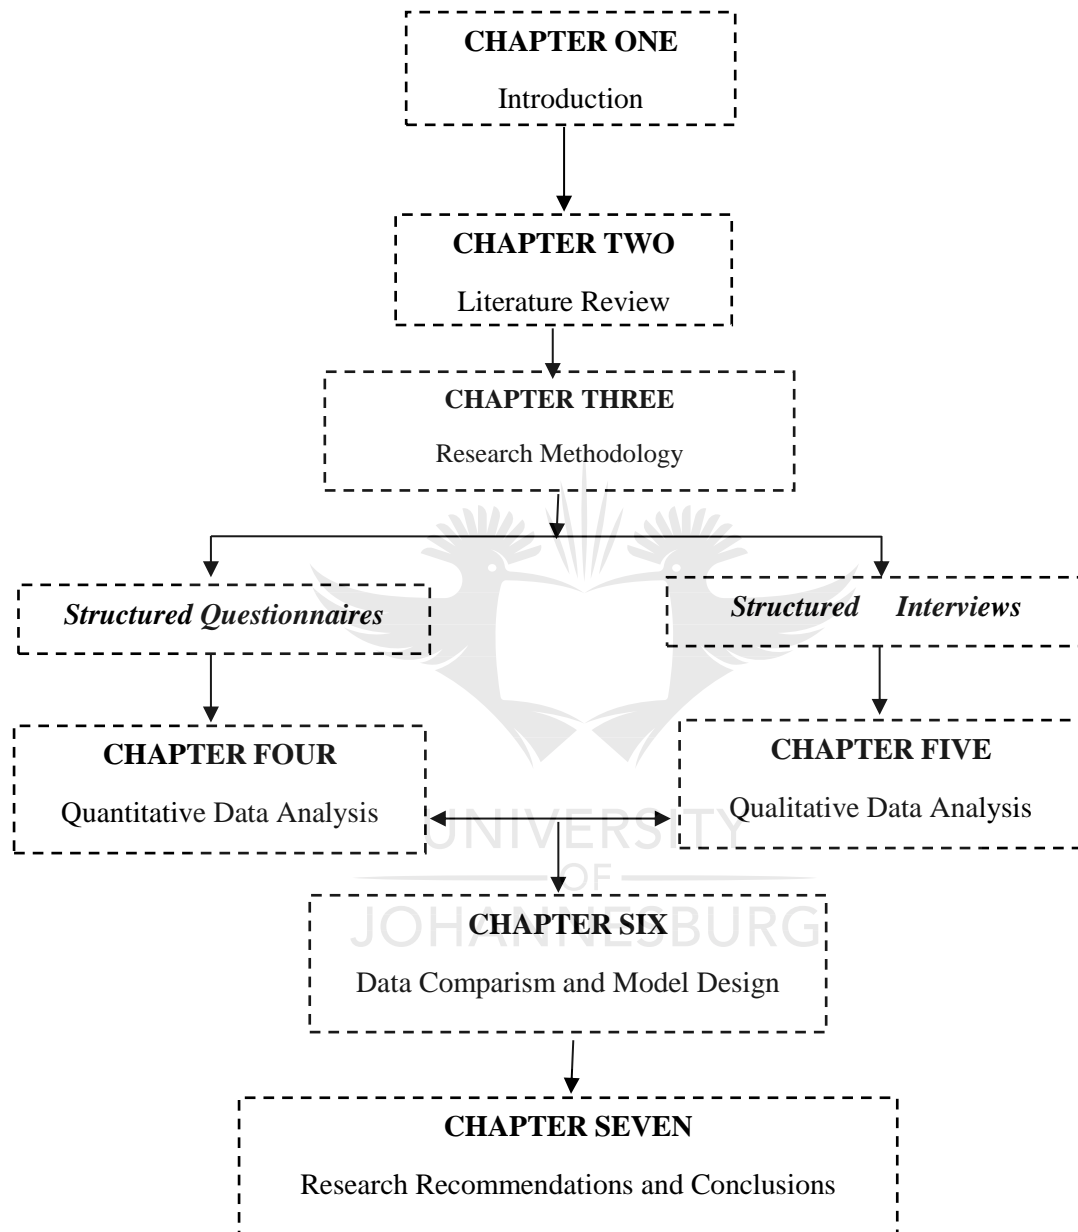 CHAPTER ONE
Introduction
CHAPTER TWO
Literature Review
CHAPTER THREE
Research Methodology
Structured Questionnaires
Structured Interviews
CHAPTER FOUR
Quantitative Data Analysis
CHAPTER FIVE
Qualitative Data Analysis
UNIVERSITY
OF
JOHANNESBURG
CHAPTER SIX
Data Comparism and Model Design
CHAPTER SEVEN
Research Recommendations and Conclusions